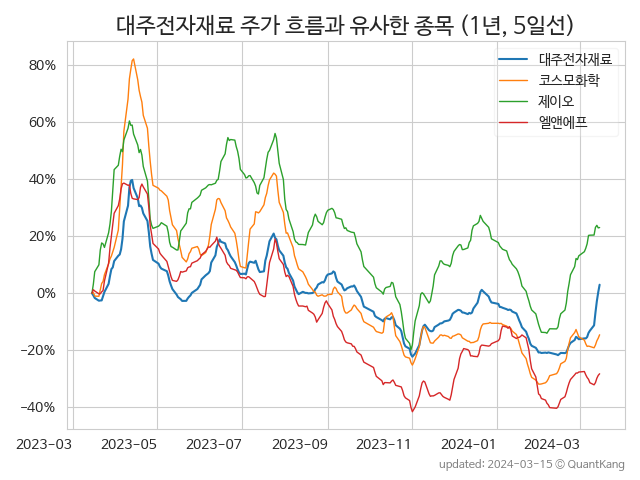 대주전자재료 주가 흐름과 유사한 종목 (1년, 5일선)
대주전자재료
코스모화학
제이오
엘앤에프
80%
60%
40%
20%
0%
−20%
−40%
2023-03 2023-05 2023-07 2023-09 2023-11 2024-01 2024-03
updated: 2024-03-15 © QuantKang